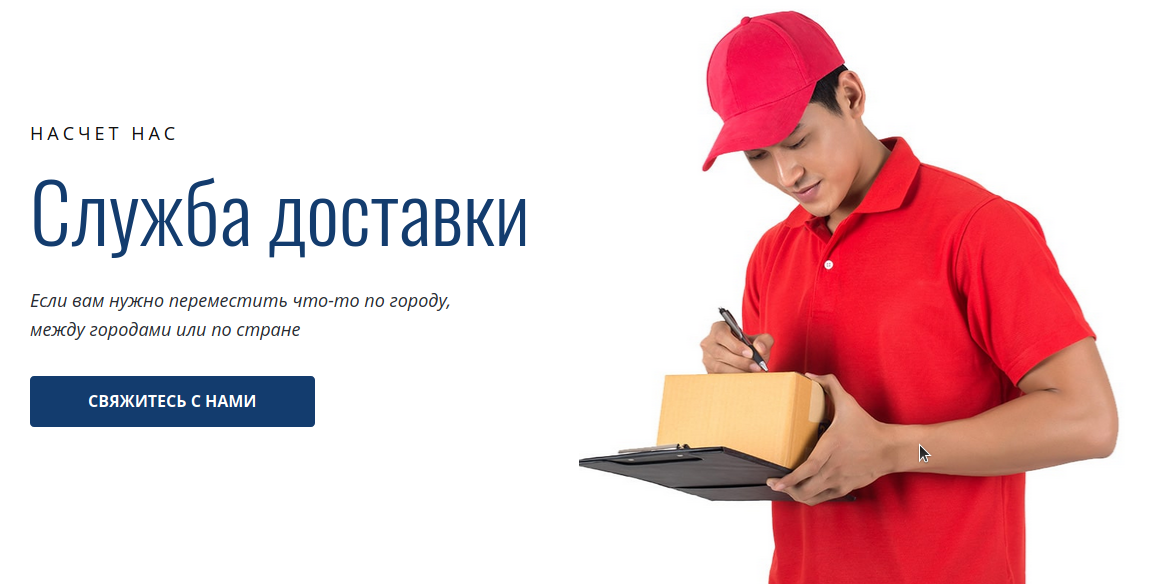 НАСЧЕТ НАС
Служба доставки
Если вам нужно переместить что-то по городу,
между городами или по стране
СВЯЖИТЕСЬ С НАМИ